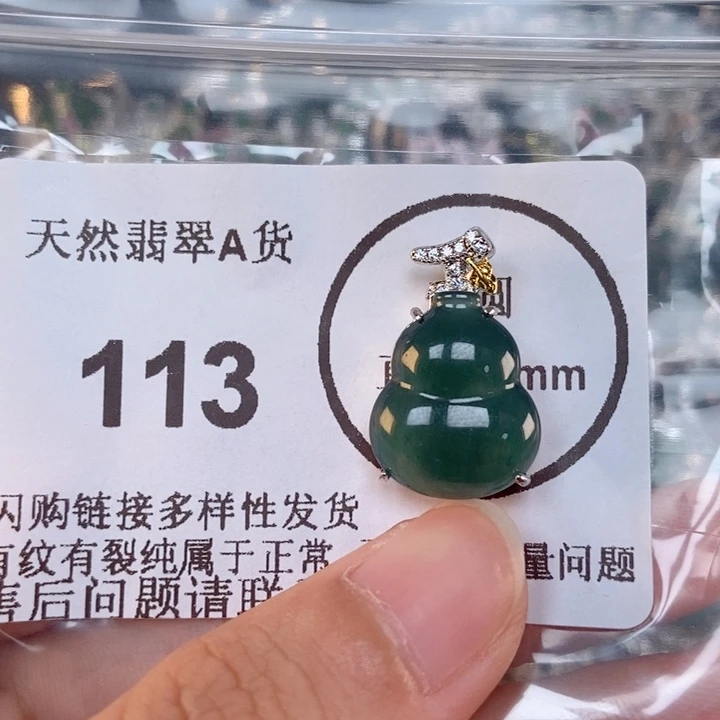 天然翡翠A货
113
圆
mm
闪购链接多样性发货
有纹有裂纯属于正常
量问题
售后问题请联